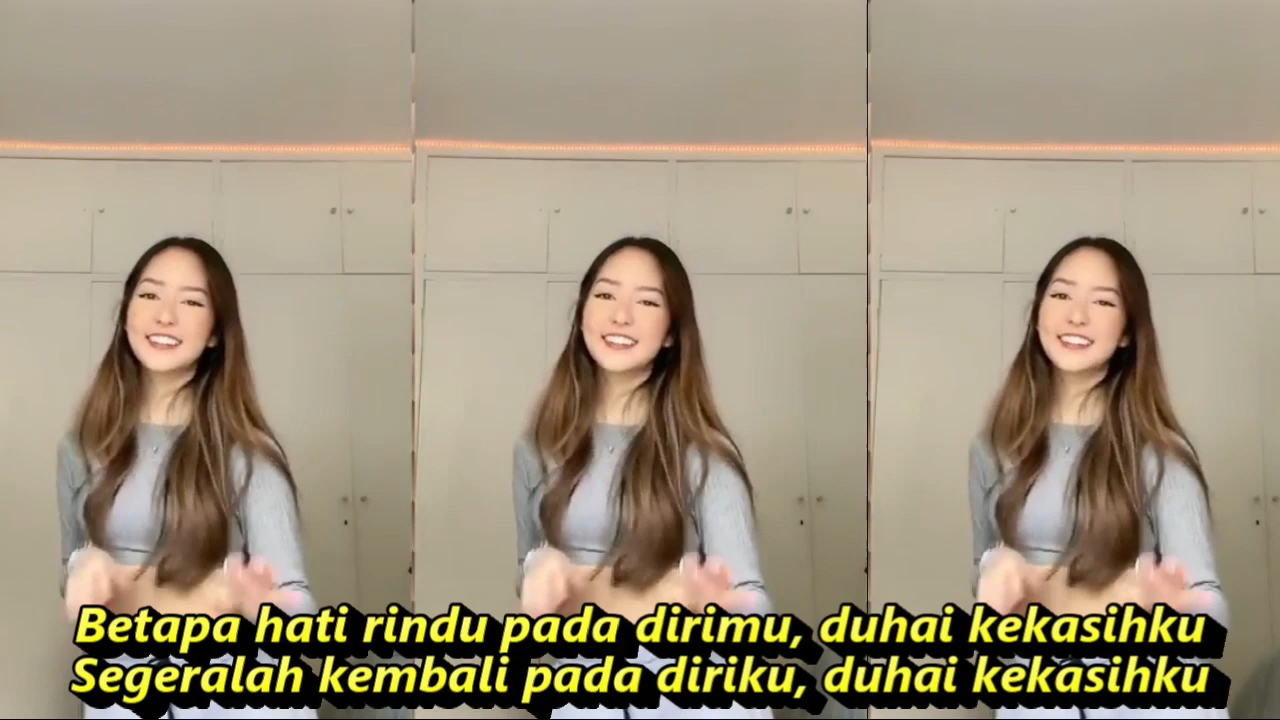 Betapa hati rindu pada dirimu, duhai kekasihku
Segeralah kembali pada diriku, duhai kekasihku